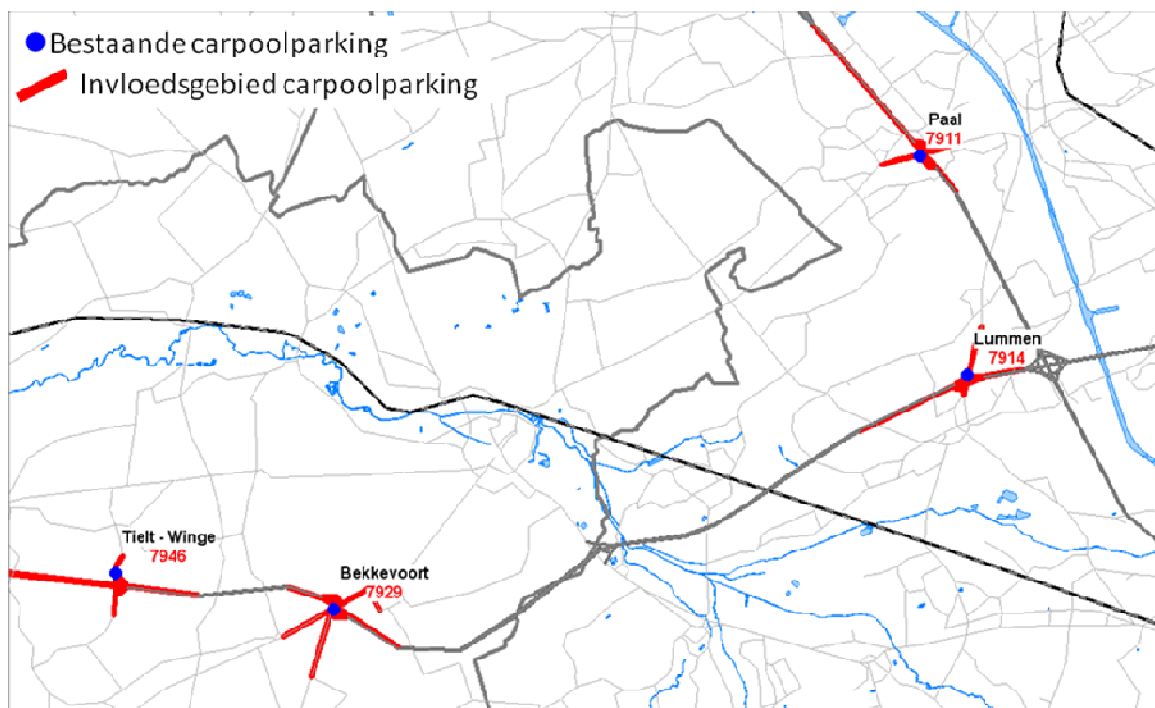 Bestaande carpoolparking
Invloedsgebied carpoolparking
Paal
7911
Lummen
7914
Tielt - Winge
7946
Bekkevoort
7929